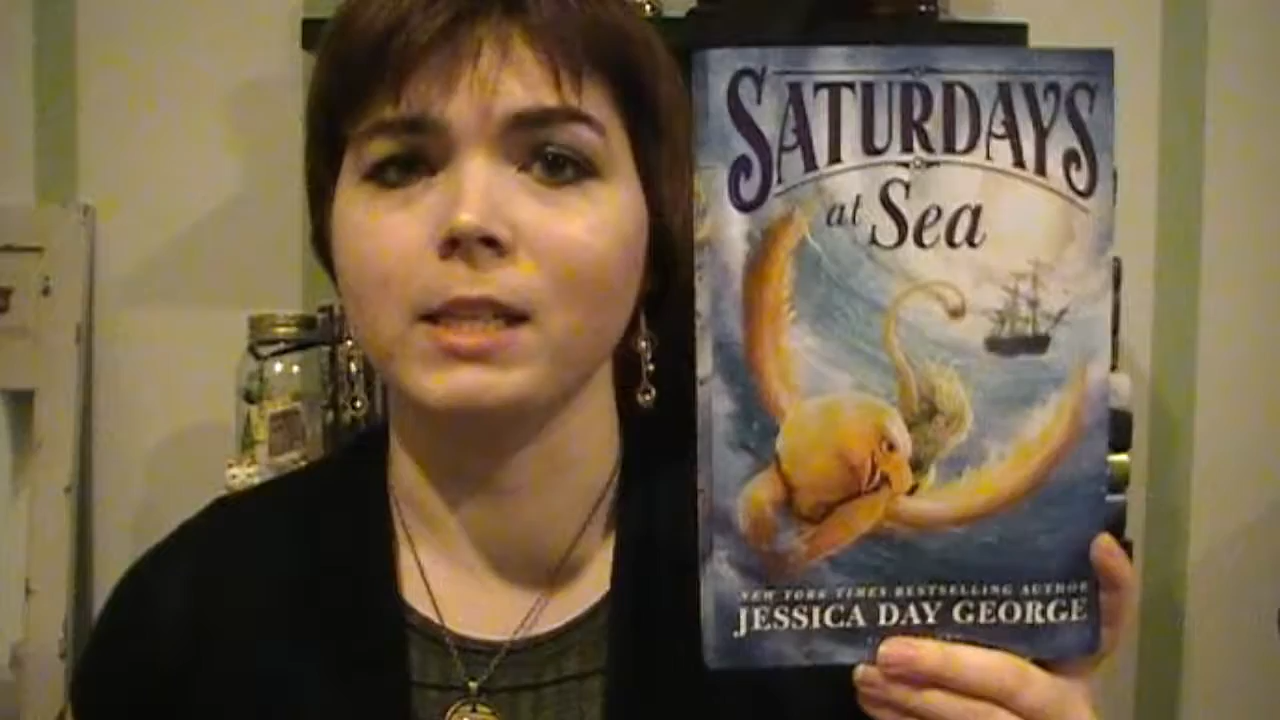 SATURDAYS
at Sea
NEW YORK TIMES BESTSELLING AUTHOR
JESSICA DAY GEORGE